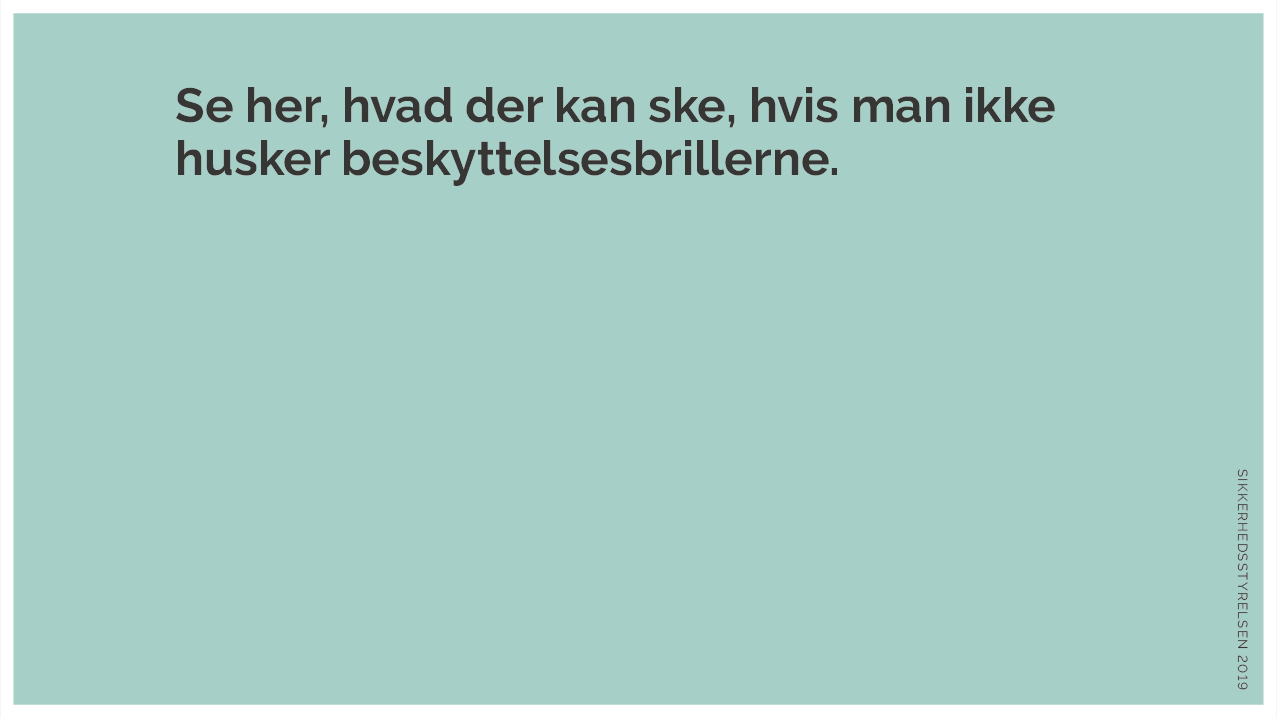 Se her, hvad der kan ske, hvis man ikke
husker beskyttelsesbrillerne.
SIKKERHEDSSTYRELSEN 2019